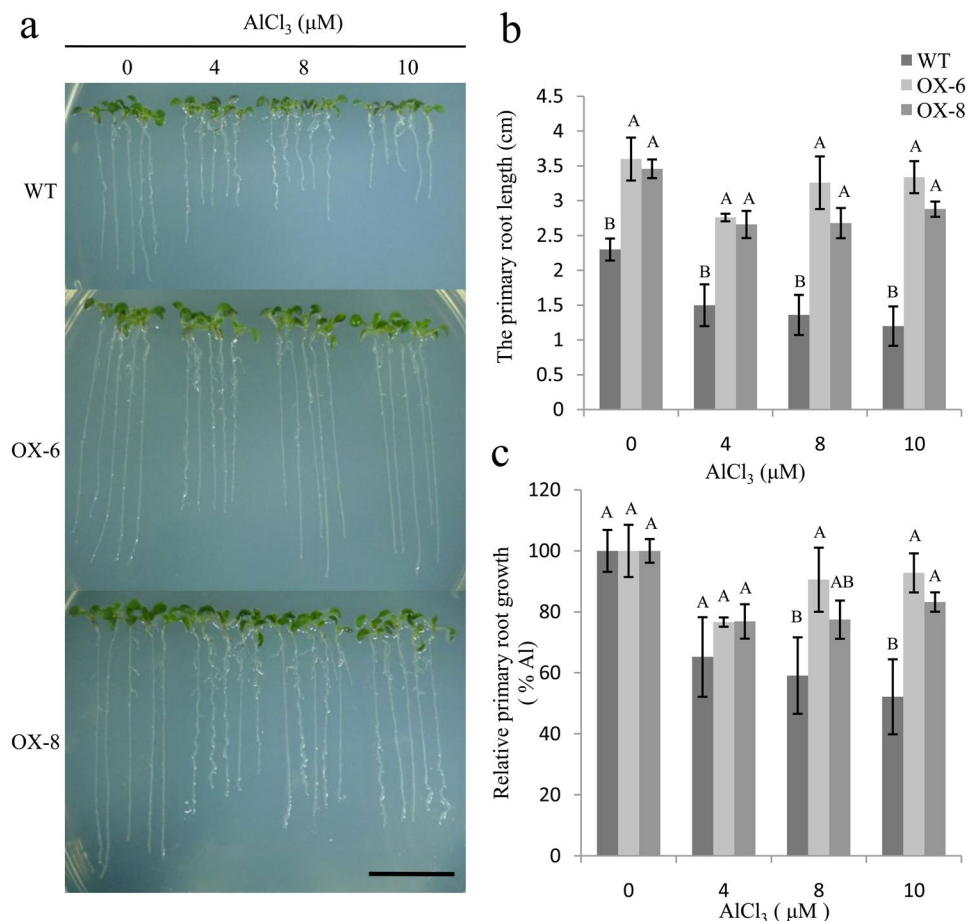 a
AlCl3 (μM)
0 4 8 10
WT
OX-6
OX-8
b
WT
OX-6
OX-8
The primary root length (cm)
4.5
4
3.5
3
2.5
2
1.5
1
0.5
0
B A A
B A A
B A A
B A A
0 4 8 10
AlCl3 (μM)
c
Relative primary root growth
( % Al)
120
100
80
60
40
20
0
A A A
A A A
B A AB
B A A
0 4 8 10
AlCl3 ( μM )